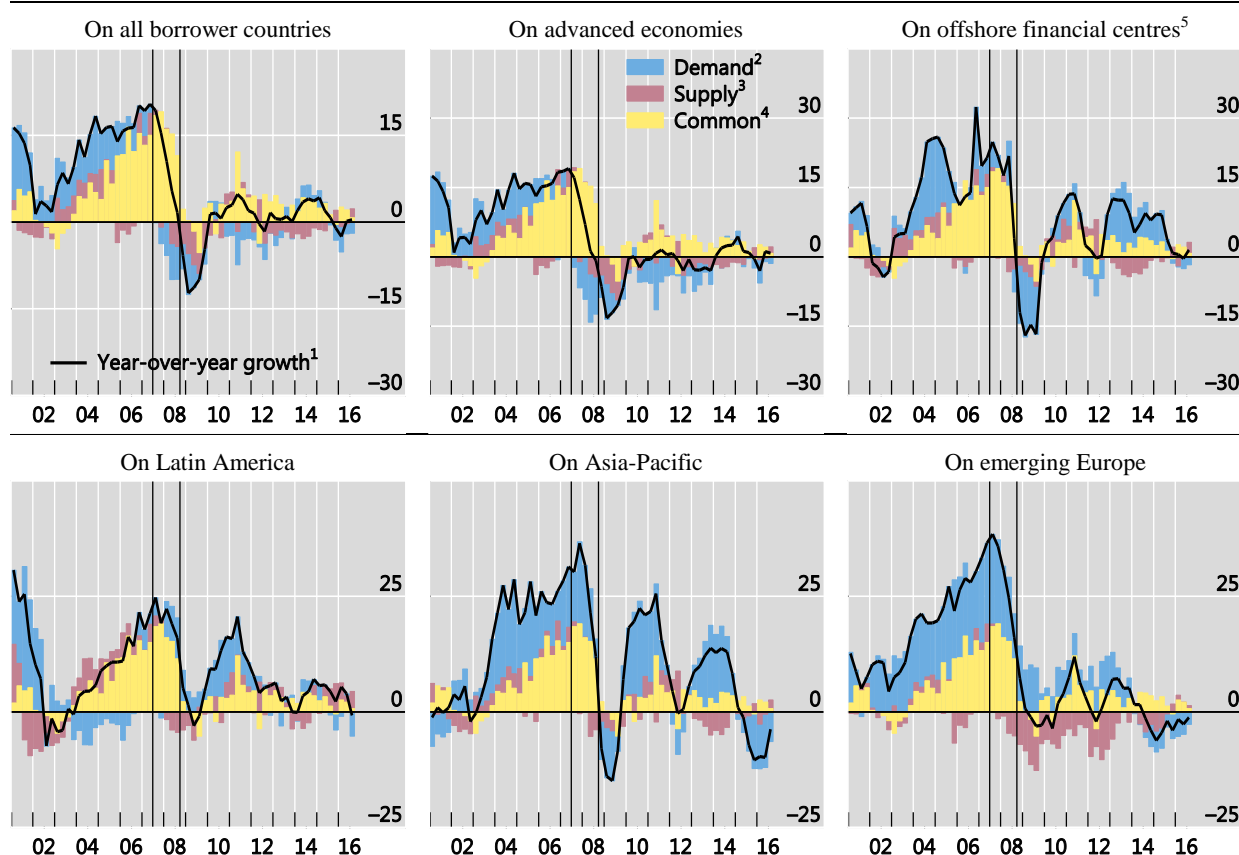 On all borrower countries
15
0
−15
−30
Year-over-year growth1
02 04 06 08 10 12 14 16
On advanced economies
Demand2
Supply3
Common4
30
15
0
−15
−30
02 04 06 08 10 12 14 16
On offshore financial centres5
30
15
0
−15
−30
02 04 06 08 10 12 14 16
On Latin America
25
0
−25
02 04 06 08 10 12 14 16
On Asia-Pacific
25
0
−25
02 04 06 08 10 12 14 16
On emerging Europe
25
0
−25
02 04 06 08 10 12 14 16